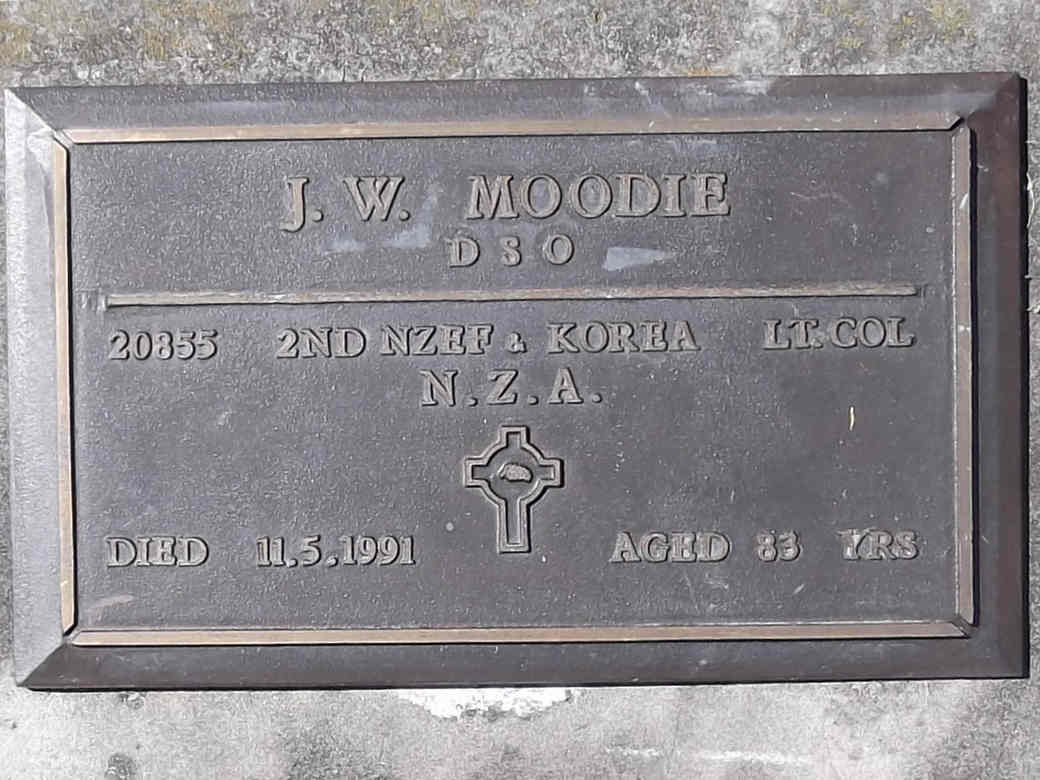 J. W. MOODIE
D S O
20855 2ND NZEF & KOREA LT.COL
N.Z.A.
DIED 11.5.1991 AGED 83 YRS